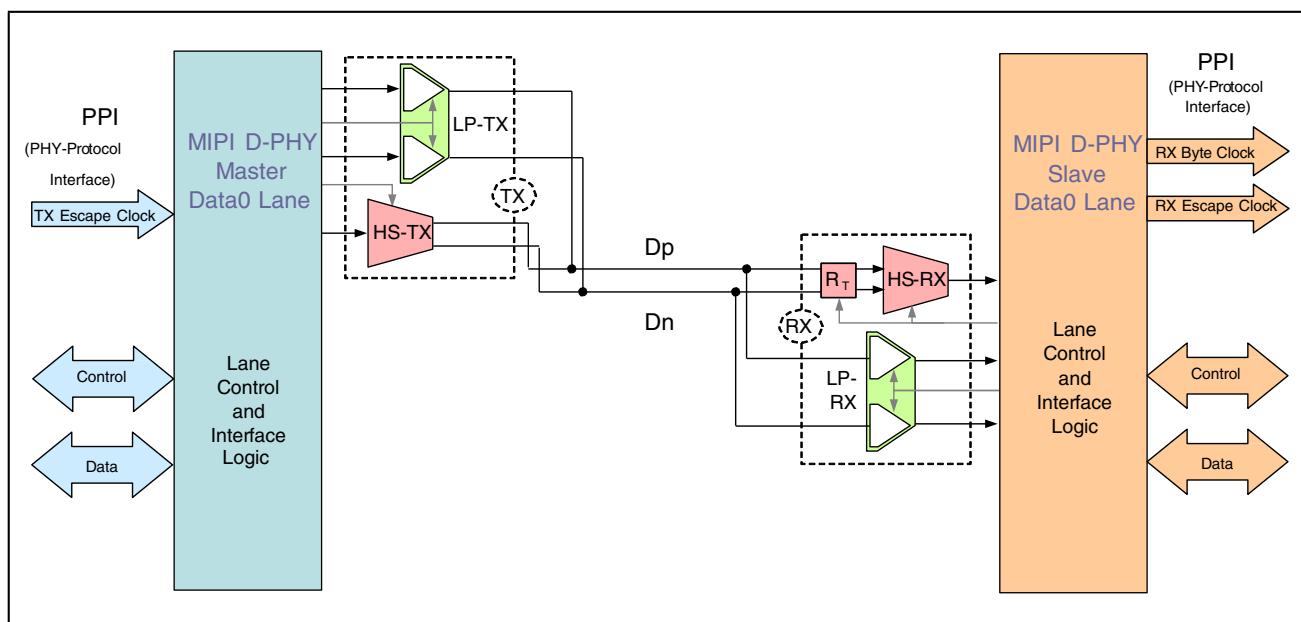 PPI
(PHY-Protocol
Interface)
TX Escape Clock
Control
Data
MIPI D-PHY
Master
Data0 Lane
Lane
Control
and
Interface
Logic
LP-TX
TX
HS-TX
Dp
Dn
RT
HS-RX
RX
LP-
RX
MIPI D-PHY
Slave
Data0 Lane
Lane
Control
and
Interface
Logic
PPI
(PHY-Protocol
Interface)
RX Byte Clock
RX Escape Clock
Control
Data